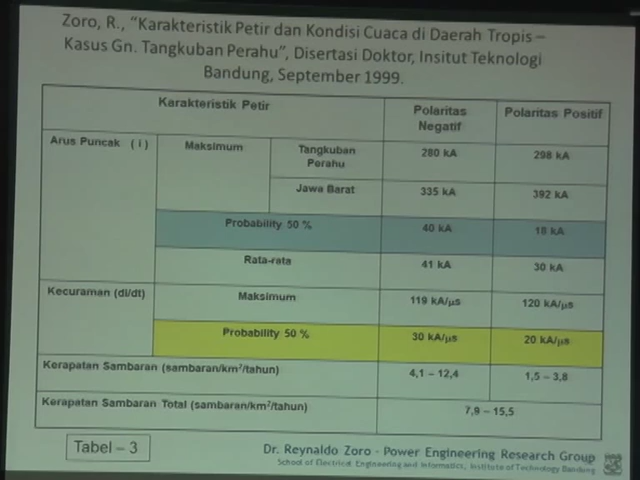 Zoro, R., “Karakteristik Petir dan Kondisi Cuaca di Daerah Tropis –
Kasus Gn. Tangkuban Perahu”, Disertasi Doktor, Insitut Teknologi
Bandung, September 1999.
Karakteristik Petir
Polaritas
Negatif
Polaritas Positif
Arus Puncak ( i )
Maksimum
Tangkuban
Perahu
280 kA
298 kA
Jawa Barat
335 kA
392 kA
Probability 50 %
40 kA
18 kA
Rata-rata
41 kA
30 kA
Kecuraman (di/dt)
Maksimum
119 kA/µs
120 kA/µs
Probability 50 %
30 kA/µs
20 kA/µs
Kerapatan Sambaran (sambaran/km²/tahun)
4,1 – 12,4
1,5 – 3,8
Kerapatan Sambaran Total (sambaran/km²/tahun)
7,9 – 15,5
Tabel – 3
Dr. Reynaldo Zoro - Power Engineering Research Group
School of Electrical Engineering and Informatics, Institute of Technology Bandung